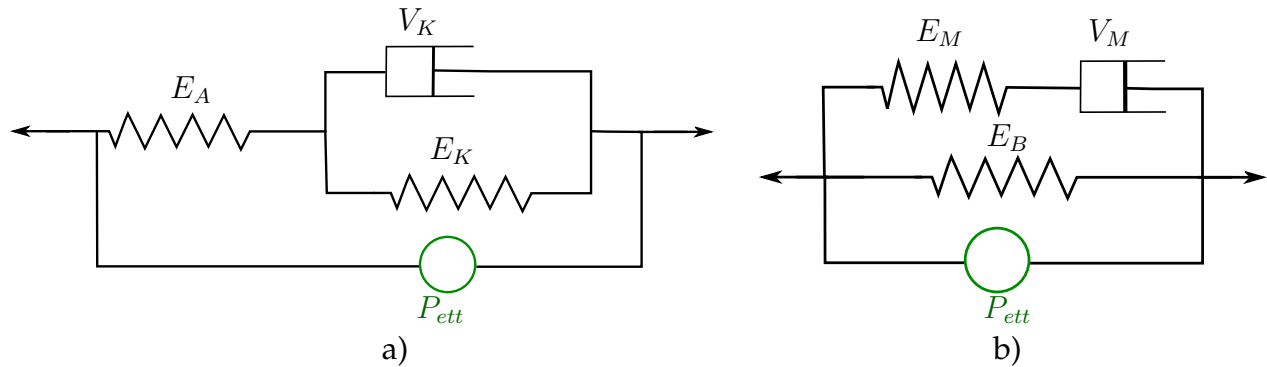 V_K
E_A
E_K
P_ett
a)
E_M
V_M
E_B
P_ett
b)